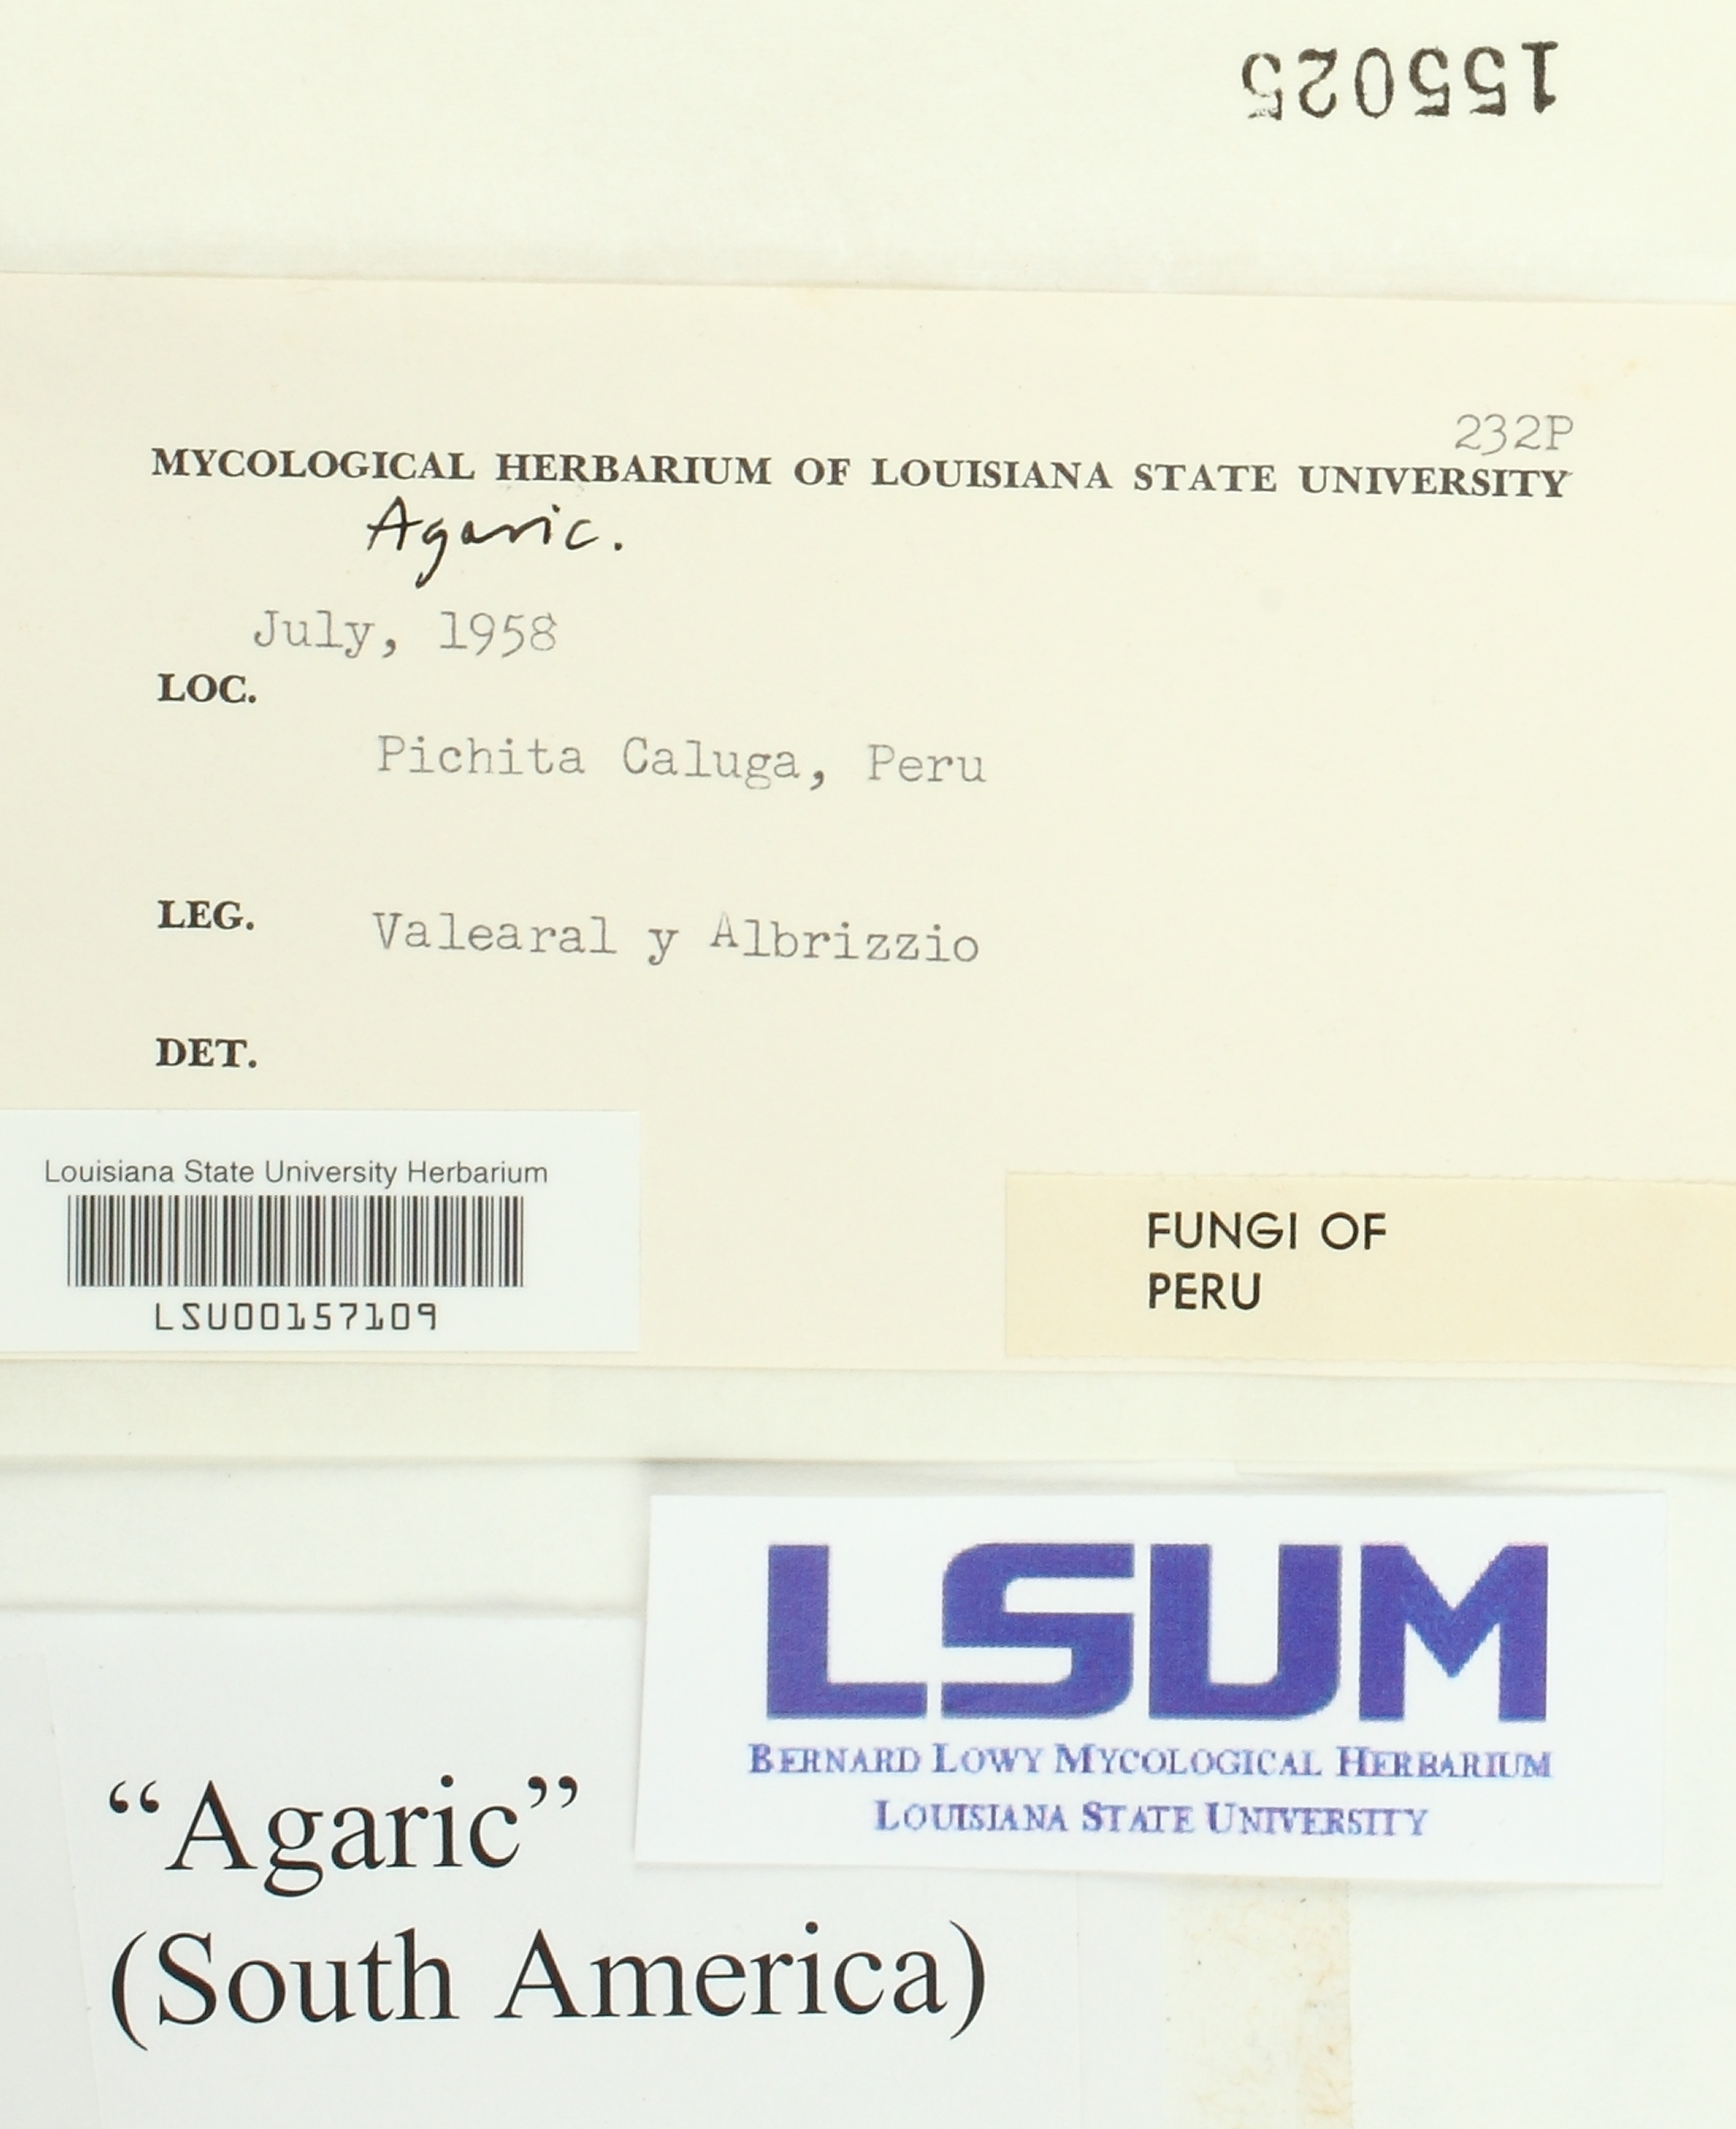 155025
232P
MYCOLOGICAL HERBARIUM OF LOUISIANA STATE UNIVERSITY
Agaric.
July, 1958
LOC.
Pichita Caluga, Peru
LEG. Valearal y Albrizzio
DET.
Louisiana State University Herbarium
LSU00157109
FUNGI OF
PERU
LSUM
BERNARD LOWY MYCOLOGICAL HERBARIUM
LOUISIANA STATE UNIVERSITY
“Agaric”
(South America)